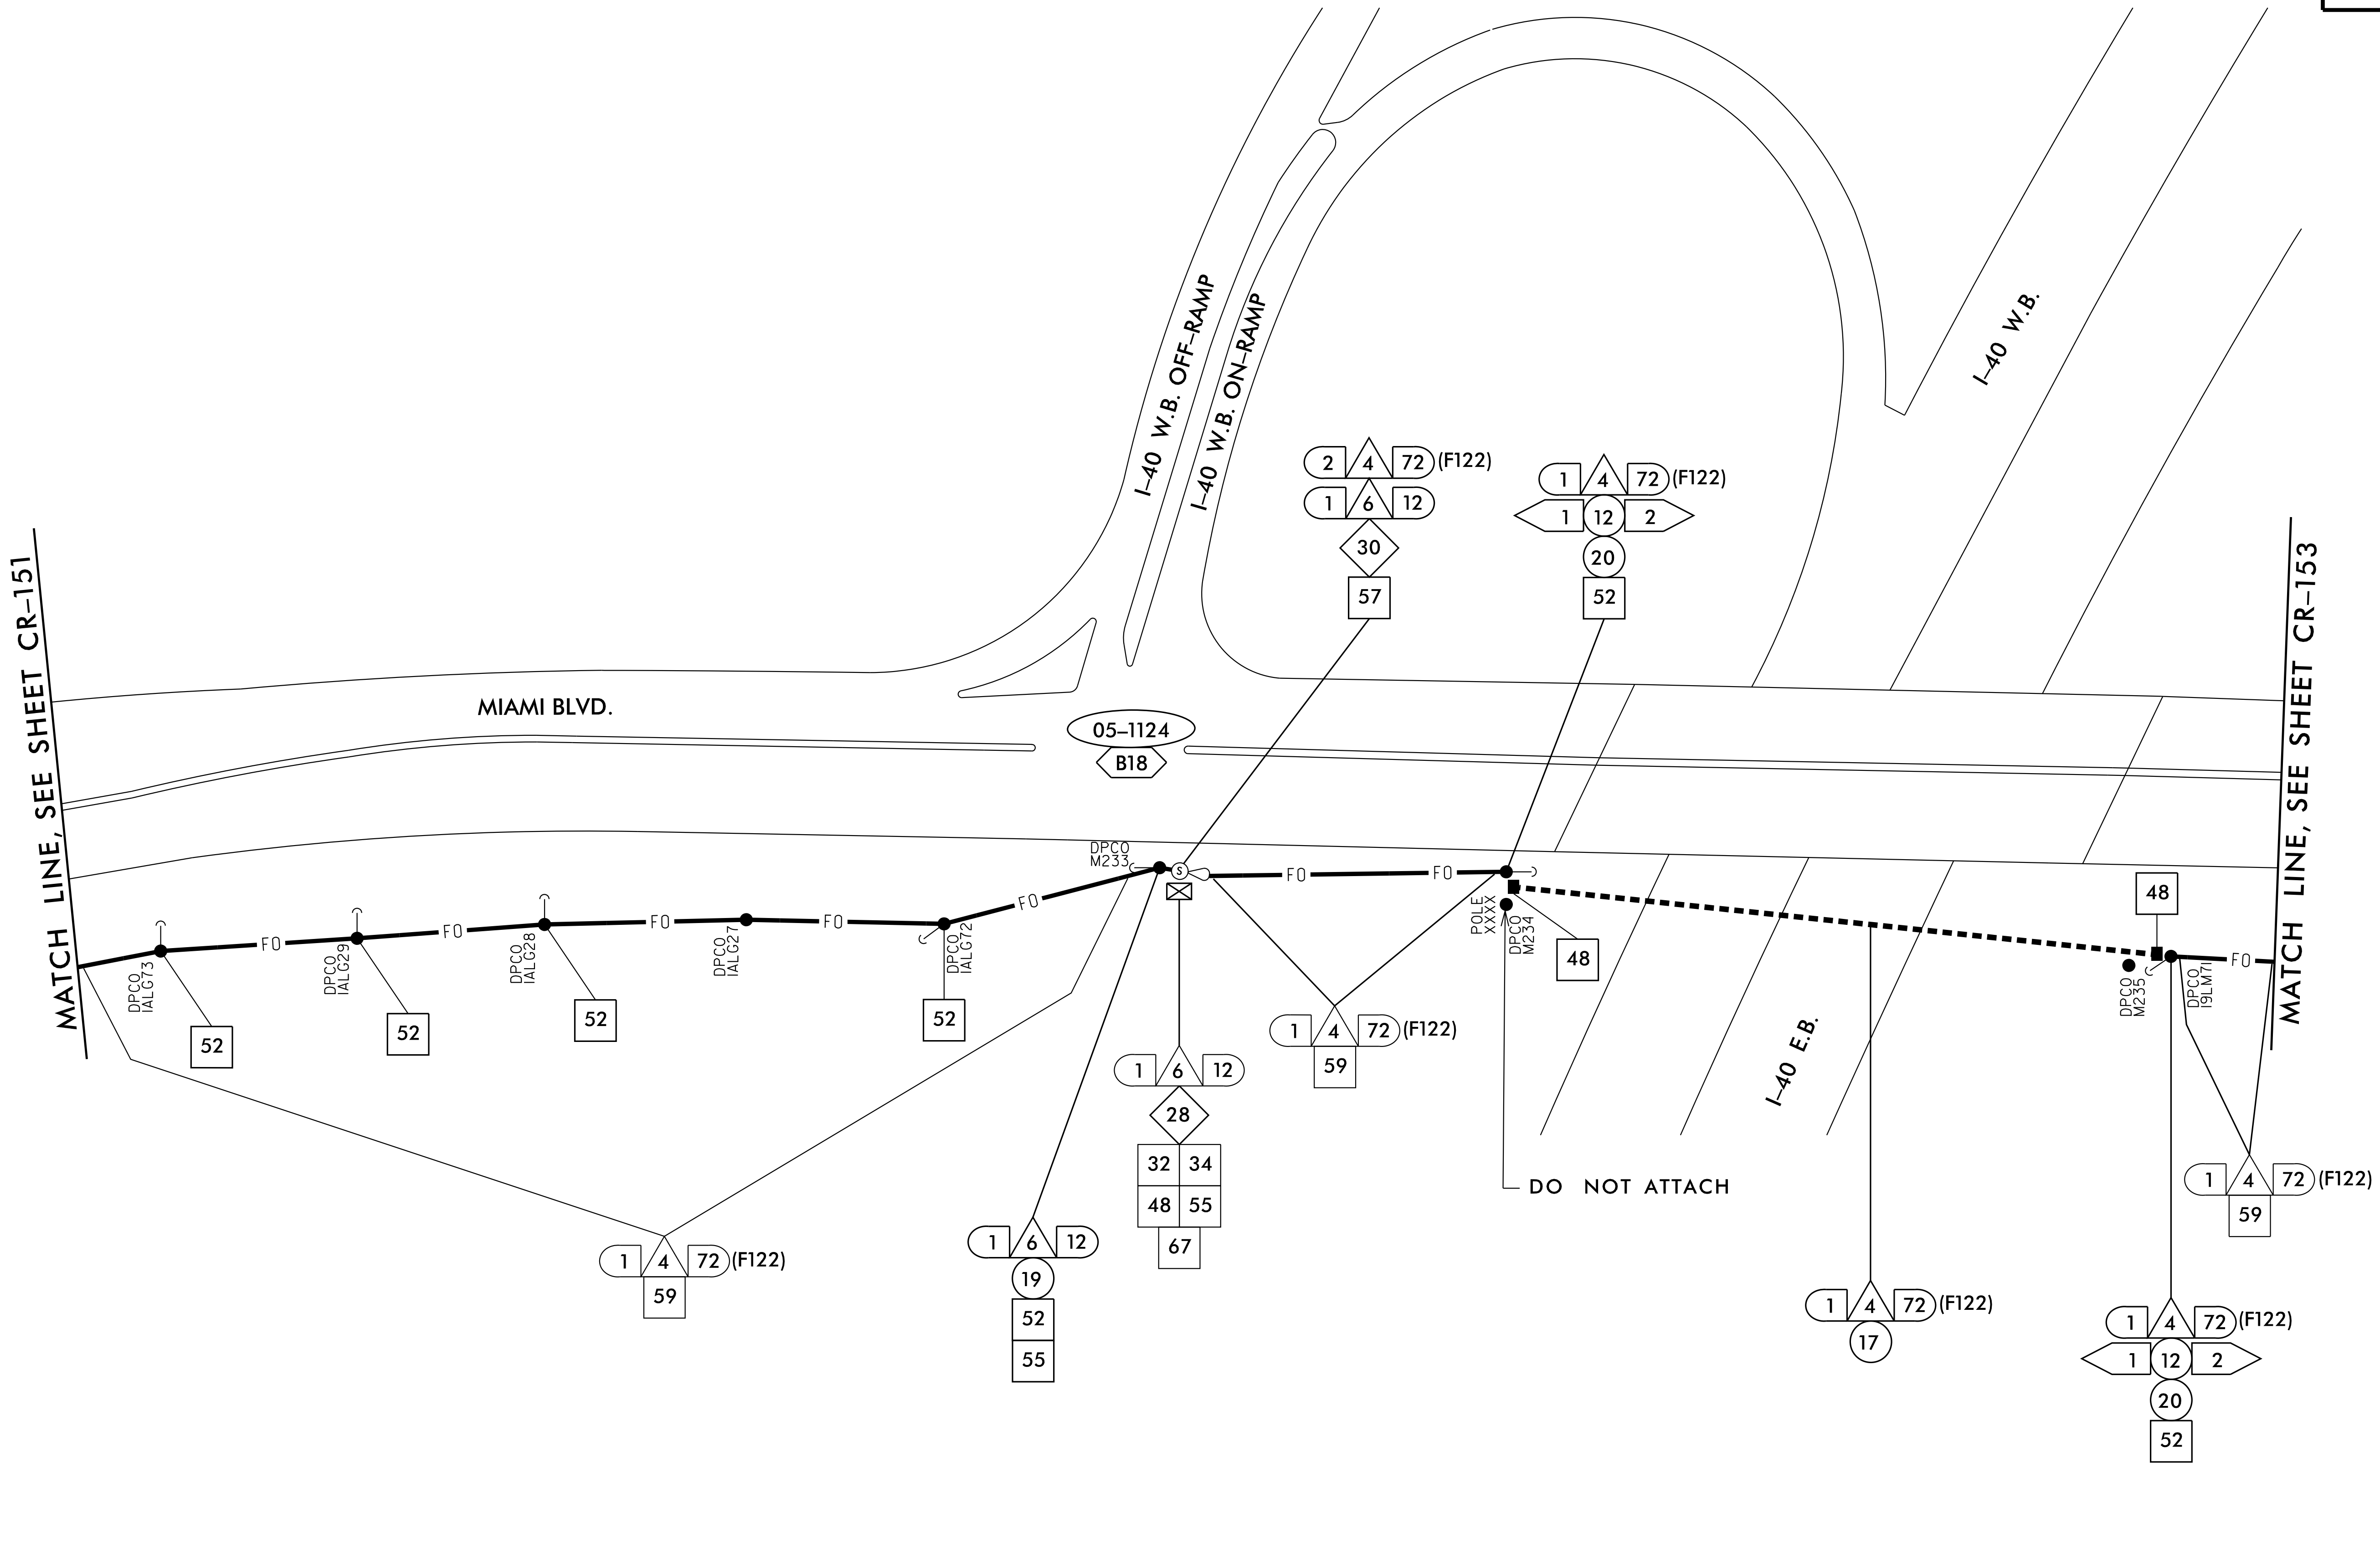 I-40 W.B. OFF-RAMP
I-40 W.B. ON-RAMP
I-40 W.B.
2 4 72 (F122)
1 6 12
30
57
1 4 72 (F122)
1 12 2
20
52
MATCH LINE, SEE SHEET CR-151
MATCH LINE, SEE SHEET CR-153
MIAMI BLVD.
05-1124
B18
DPCO
M233
S
FO
FO
FO
FO
FO
FO
FO
FO
DPCO
IALG73
DPCO
IALG29
DPCO
IALG28
DPCO
IALG27
DPCO
IALG72
POLE
XXXX
DPCO
M234
48
48
DPCO
M235
DPCO
I9LM71
52
52
52
52
1 4 72 (F122)
59
1 6 12
28
32 34
48 55
67
I-40 E.B.
DO NOT ATTACH
1 4 72 (F122)
59
1 4 72 (F122)
59
1 6 12
19
52
55
1 4 72 (F122)
17
1 4 72 (F122)
1 12 2
20
52